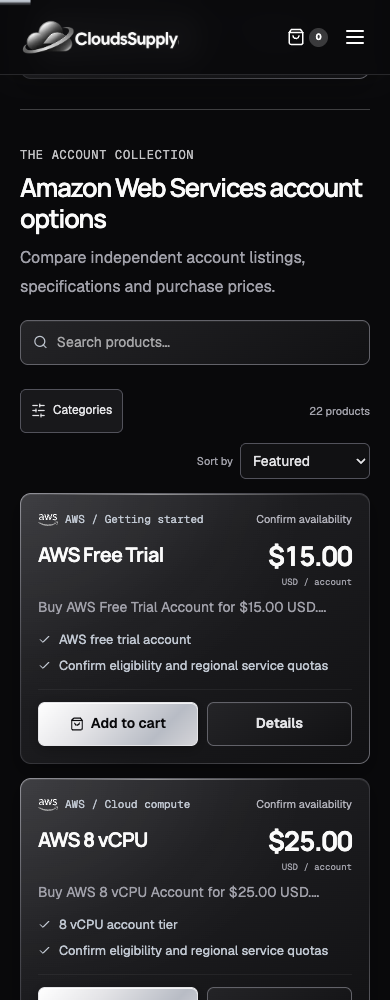 CloudsSupply
0
THE ACCOUNT COLLECTION
Amazon Web Services account
options
Compare independent account listings,
specifications and purchase prices.
Search products...
Categories
22 products
Sort by
Featured
aws AWS / Getting started
Confirm availability
AWS Free Trial
$15.00
USD / account
Buy AWS Free Trial Account for $15.00 USD....
AWS free trial account
Confirm eligibility and regional service quotas
Add to cart
Details
aws AWS / Cloud compute
Confirm availability
AWS 8 vCPU
$25.00
USD / account
Buy AWS 8 vCPU Account for $25.00 USD....
8 vCPU account tier
Confirm eligibility and regional service quotas